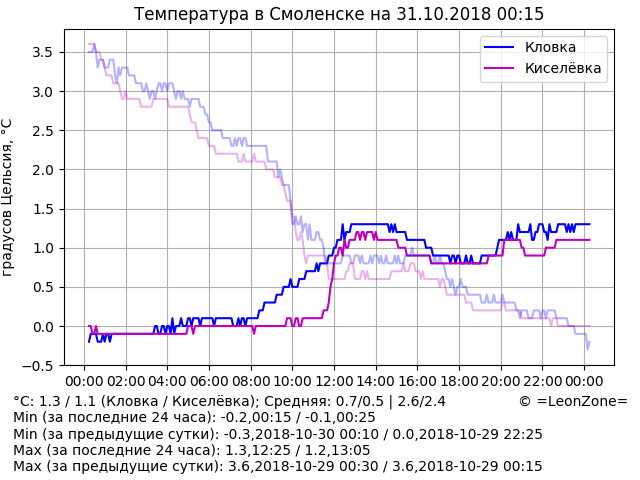 Температура в Смоленске на 31.10.2018 00:15
градусов Цельсия, °C
3.5
3.0
2.5
2.0
1.5
1.0
0.5
0.0
−0.5
Кловка
Киселёвка
00:00 02:00 04:00 06:00 08:00 10:00 12:00 14:00 16:00 18:00 20:00 22:00 00:00
°C: 1.3 / 1.1 (Кловка / Киселёвка); Средняя: 0.7/0.5 | 2.6/2.4 © =LeonZone=
Min (за последние 24 часа): -0.2,00:15 / -0.1,00:25
Min (за предыдущие сутки): -0.3,2018-10-30 00:10 / 0.0,2018-10-29 22:25
Max (за последние 24 часа): 1.3,12:25 / 1.2,13:05
Max (за предыдущие сутки): 3.6,2018-10-29 00:30 / 3.6,2018-10-29 00:15